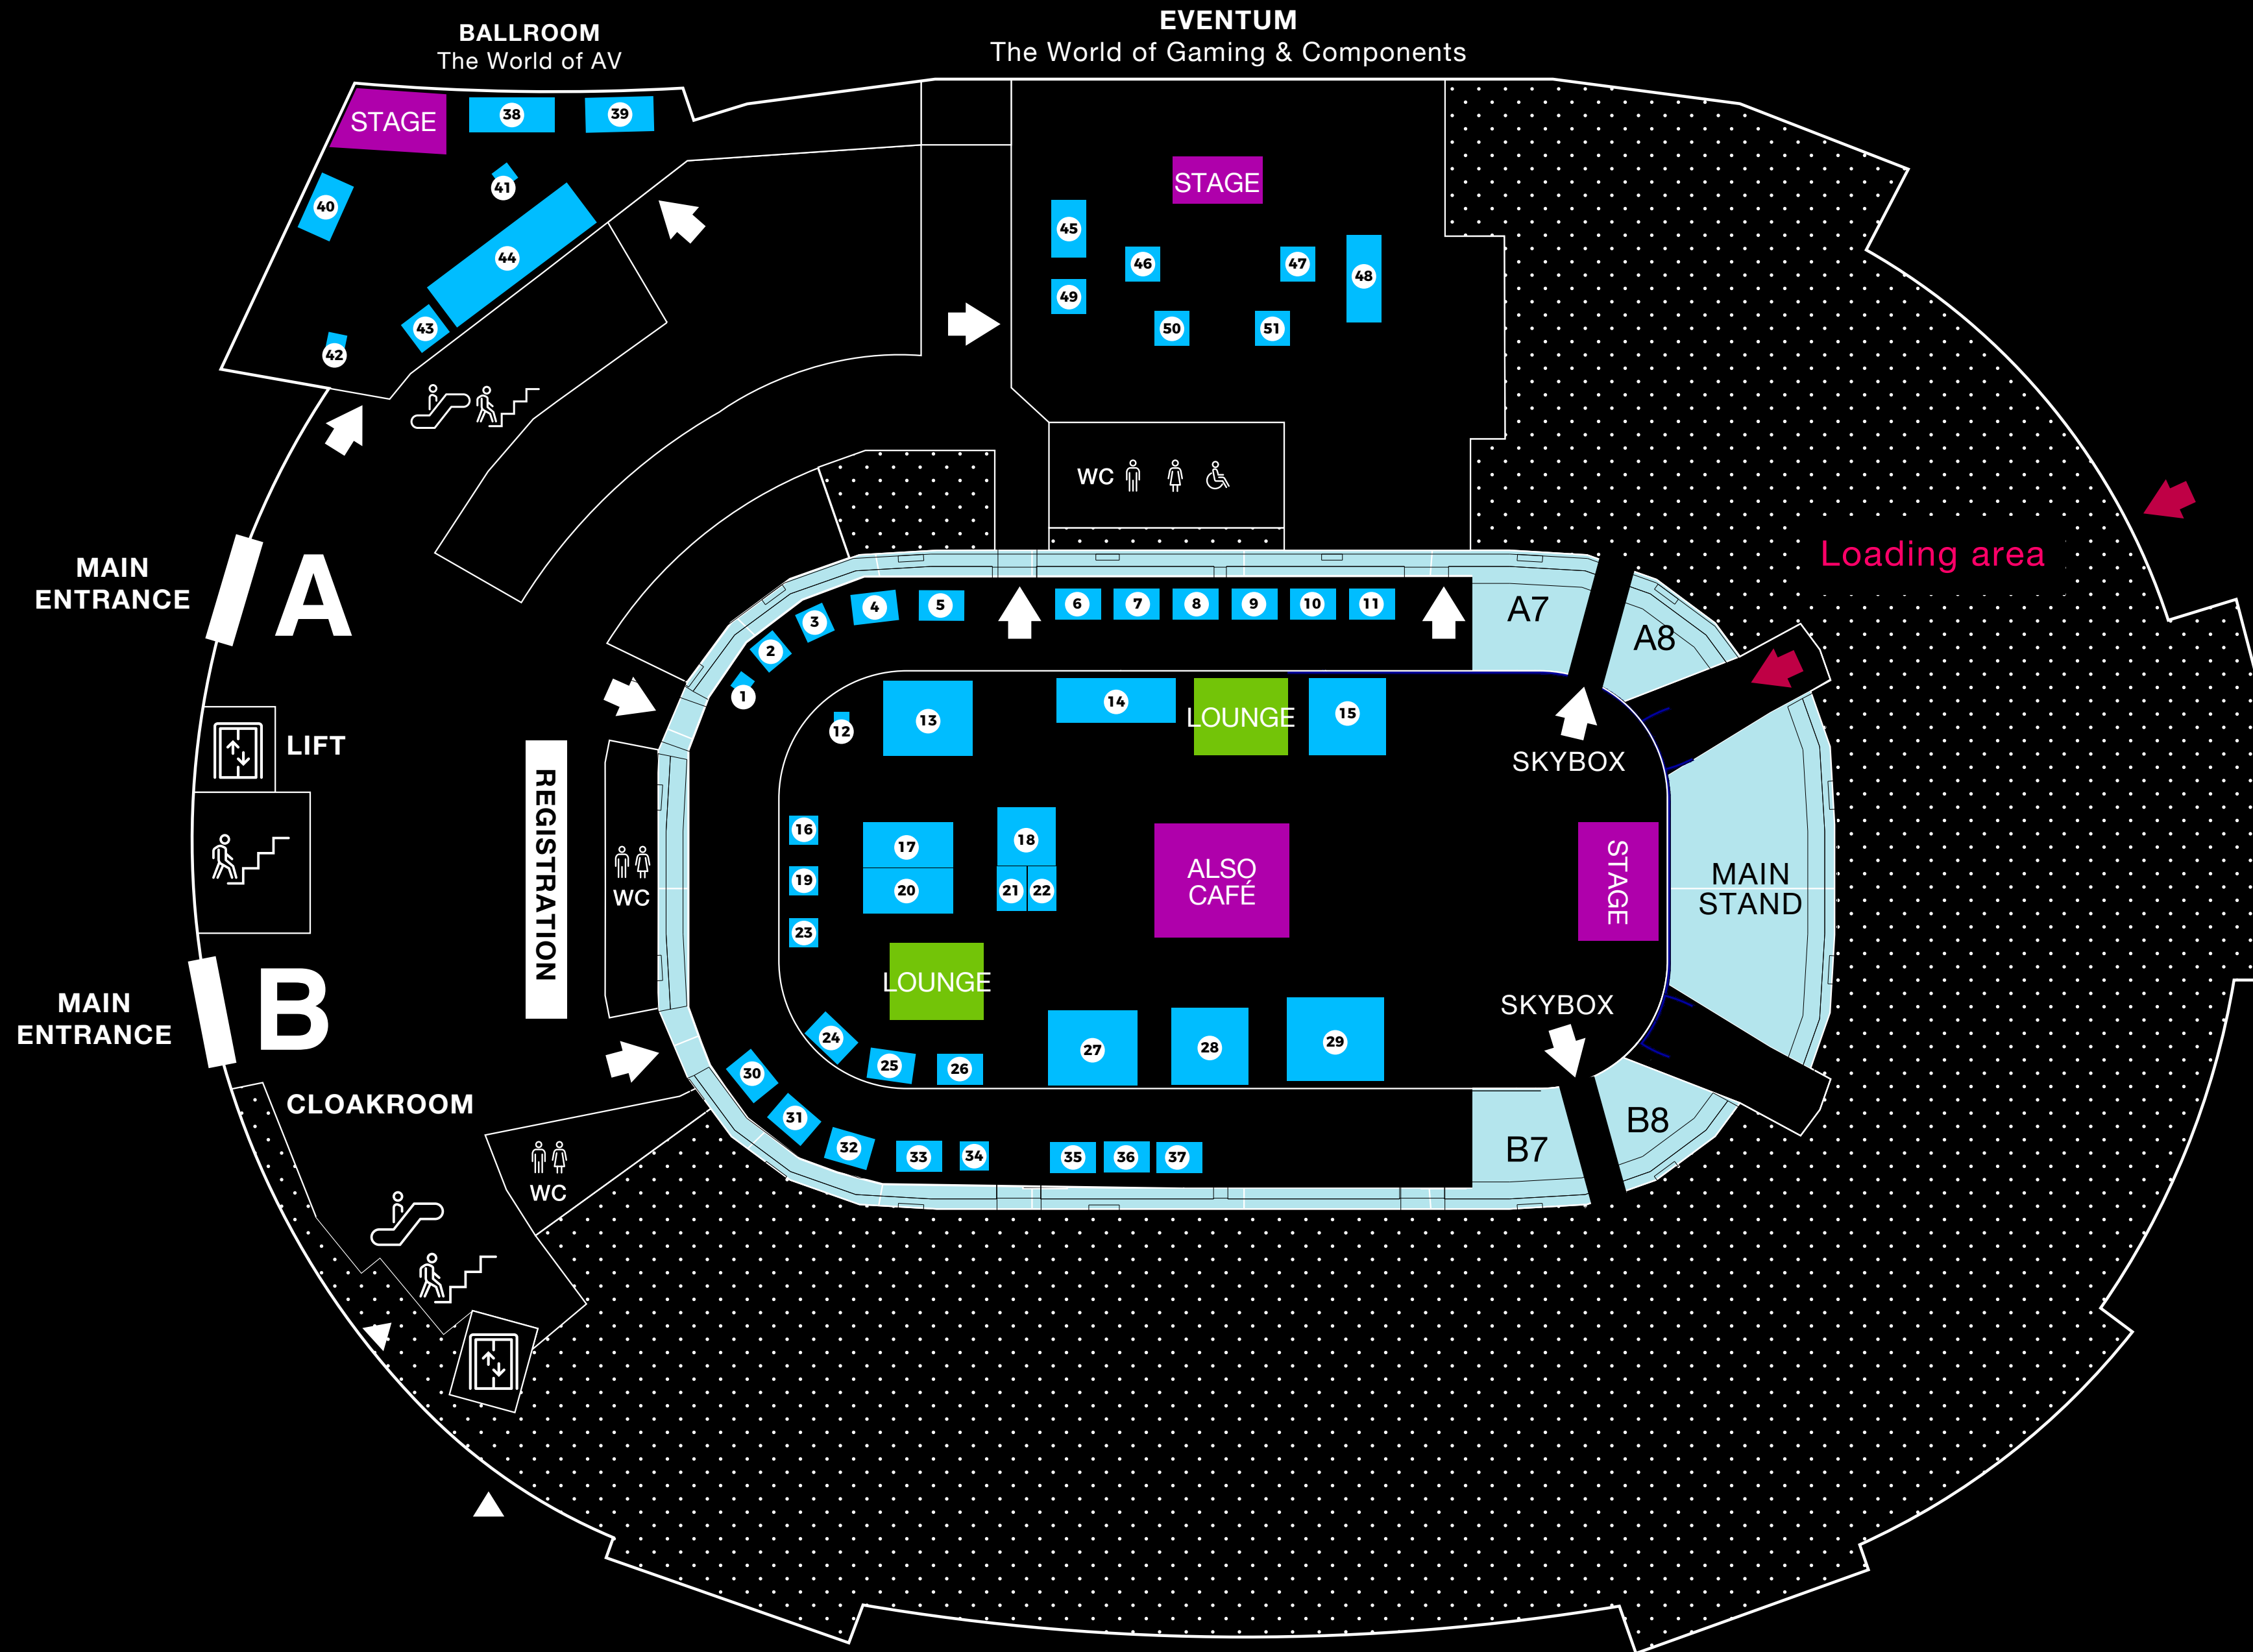 BALLROOM
The World of AV
EVENTUM
The World of Gaming & Components
STAGE
38
39
41
40
44
43
42
STAGE
45
46
47
48
49
50
51
WC
MAIN
ENTRANCE
A
Loading area
1
2
3
4
5
6
7
8
9
10
11
A7
A8
12
13
14
LOUNGE
15
SKYBOX
LIFT
REGISTRATION
WC
16
17
18
19
20
21
22
23
ALSO
CAFÉ
STAGE
MAIN
STAND
LOUNGE
MAIN
ENTRANCE
B
SKYBOX
24
25
26
27
28
29
30
31
32
33
34
35
36
37
B7
B8
CLOAKROOM
WC